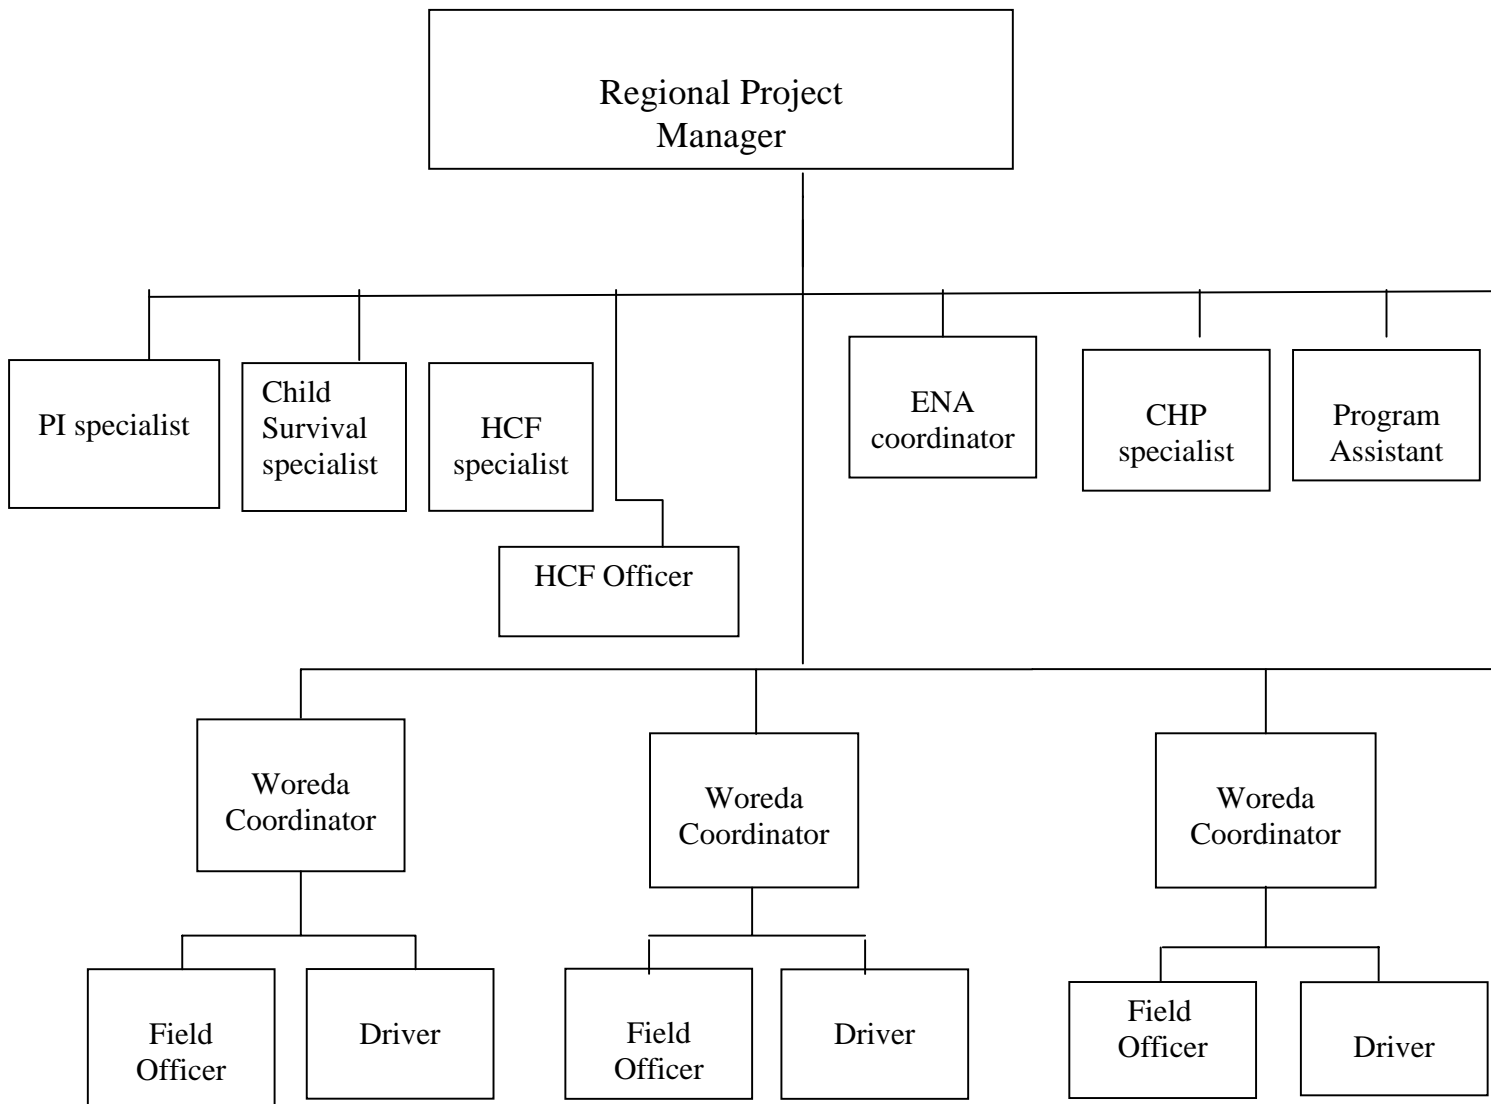 Regional Project
Manager
PI specialist
Child
Survival
specialist
HCF
specialist
ENA
coordinator
CHP
specialist
Program
Assistant
HCF Officer
Woreda
Coordinator
Woreda
Coordinator
Woreda
Coordinator
Field
Officer
Driver
Field
Officer
Driver
Field
Officer
Driver